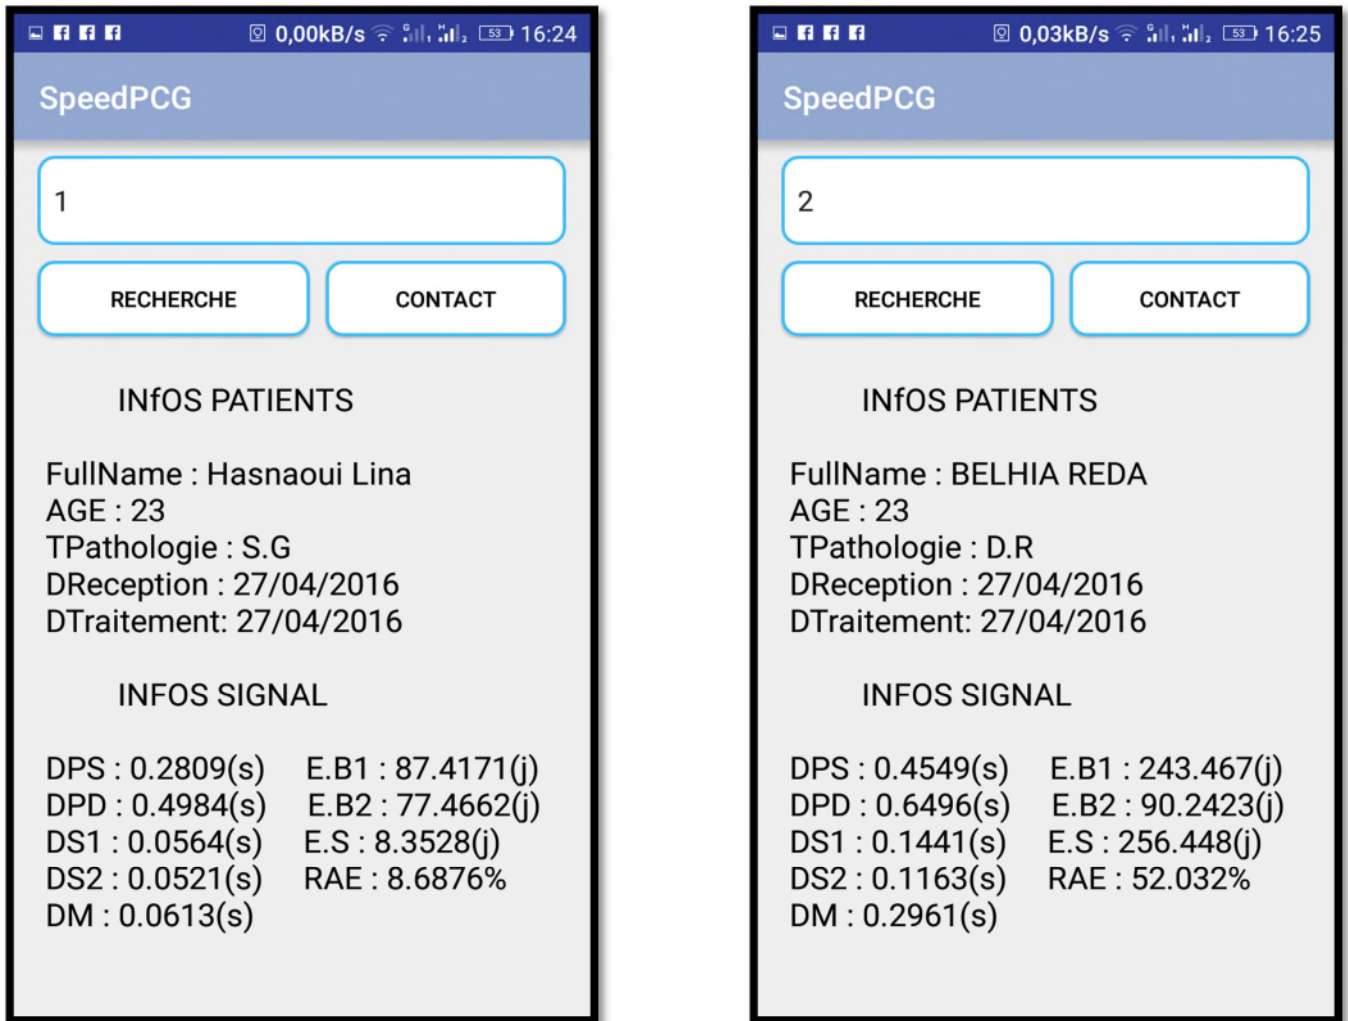 0,00kB/s 53 16:24
SpeedPCG
1
RECHERCHE CONTACT
INfOS PATIENTS
FullName : Hasnaoui Lina
AGE : 23
TPathologie : S.G
DReception : 27/04/2016
DTraitement: 27/04/2016
INFOS SIGNAL
DPS : 0.2809(s) E.B1 : 87.4171(j)
DPD : 0.4984(s) E.B2 : 77.4662(j)
DS1 : 0.0564(s) E.S : 8.3528(j)
DS2 : 0.0521(s) RAE : 8.6876%
DM : 0.0613(s)
0,03kB/s 53 16:25
SpeedPCG
2
RECHERCHE CONTACT
INfOS PATIENTS
FullName : BELHIA REDA
AGE : 23
TPathologie : D.R
DReception : 27/04/2016
DTraitement: 27/04/2016
INFOS SIGNAL
DPS : 0.4549(s) E.B1 : 243.467(j)
DPD : 0.6496(s) E.B2 : 90.2423(j)
DS1 : 0.1441(s) E.S : 256.448(j)
DS2 : 0.1163(s) RAE : 52.032%
DM : 0.2961(s)